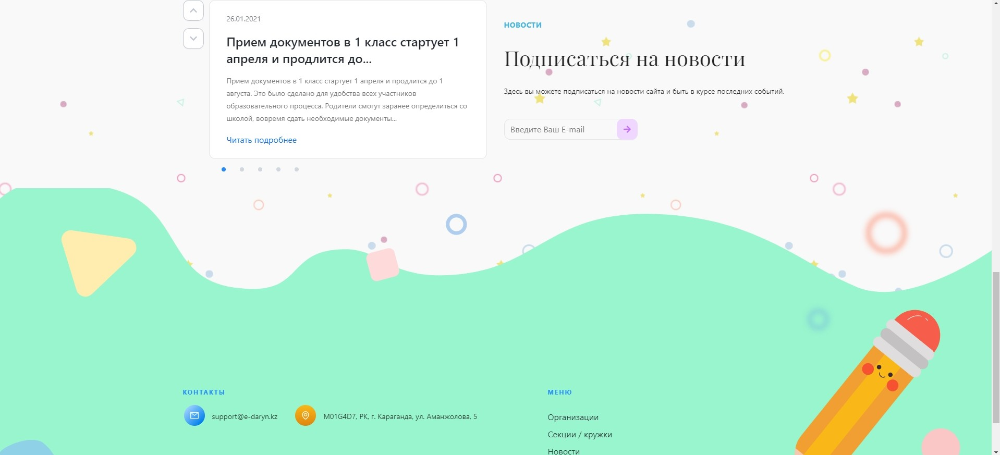 26.01.2021
Прием документов в 1 класс стартует 1
апреля и продлится до...
Прием документов в 1 класс стартует 1 апреля и продлится до 1
августа. Это было сделано для удобства всех участников
образовательного процесса. Родители смогут заранее определиться со
школой, вовремя сдать необходимые документы...
Читать подробнее
НОВОСТИ
Подписаться на новости
Здесь вы можете подписаться на новости сайта и быть в курсе последних событий.
Введите Ваш E-mail
КОНТАКТЫ
support@e-daryn.kz
M01G4D7, РК, г. Караганда, ул. Аманжолова, 5
МЕНЮ
Организации
Секции / кружки
Новости